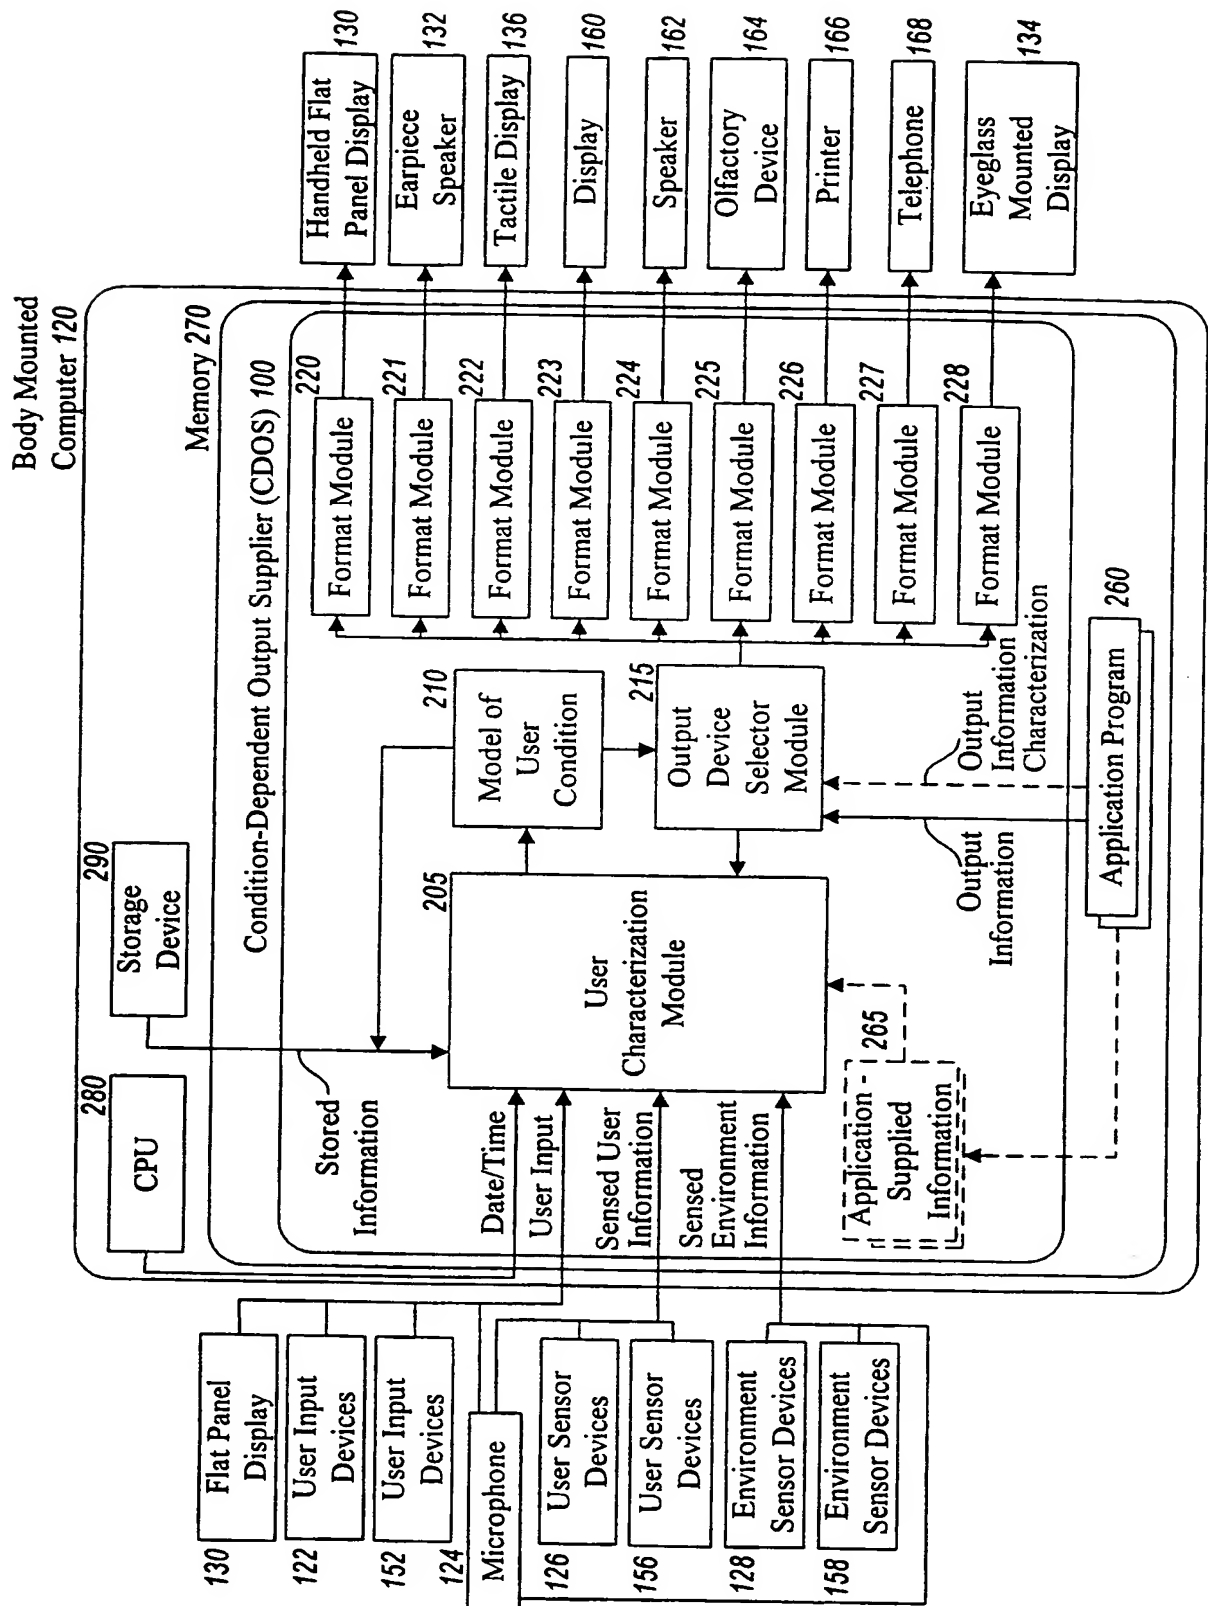 Body Mounted
Computer 120
Memory 270
Condition-Dependent Output Supplier (CDOS) 100
280
CPU
290
Storage
Device
Stored
Information
130
Flat Panel
Display
122
User Input
Devices
152
User Input
Devices
124
Microphone
126
User Sensor
Devices
156
User Sensor
Devices
128
Environment
Sensor Devices
158
Environment
Sensor Devices
Date/Time
User Input
Sensed User
Information
Sensed
Environment
Information
Application -
Supplied
Information
265
205
User
Characterization
Module
210
Model of
User
Condition
215
Output
Device
Selector
Module
Output
Information
Output
Information
Characterization
Application Program
260
220
Format Module
221
Format Module
222
Format Module
223
Format Module
224
Format Module
225
Format Module
226
Format Module
227
Format Module
228
Format Module
Handheld Flat
Panel Display
130
Earpiece
Speaker
132
Tactile Display
136
Display
160
Speaker
162
Olfactory
Device
164
Printer
166
Telephone
168
Eyeglass
Mounted
Display
134